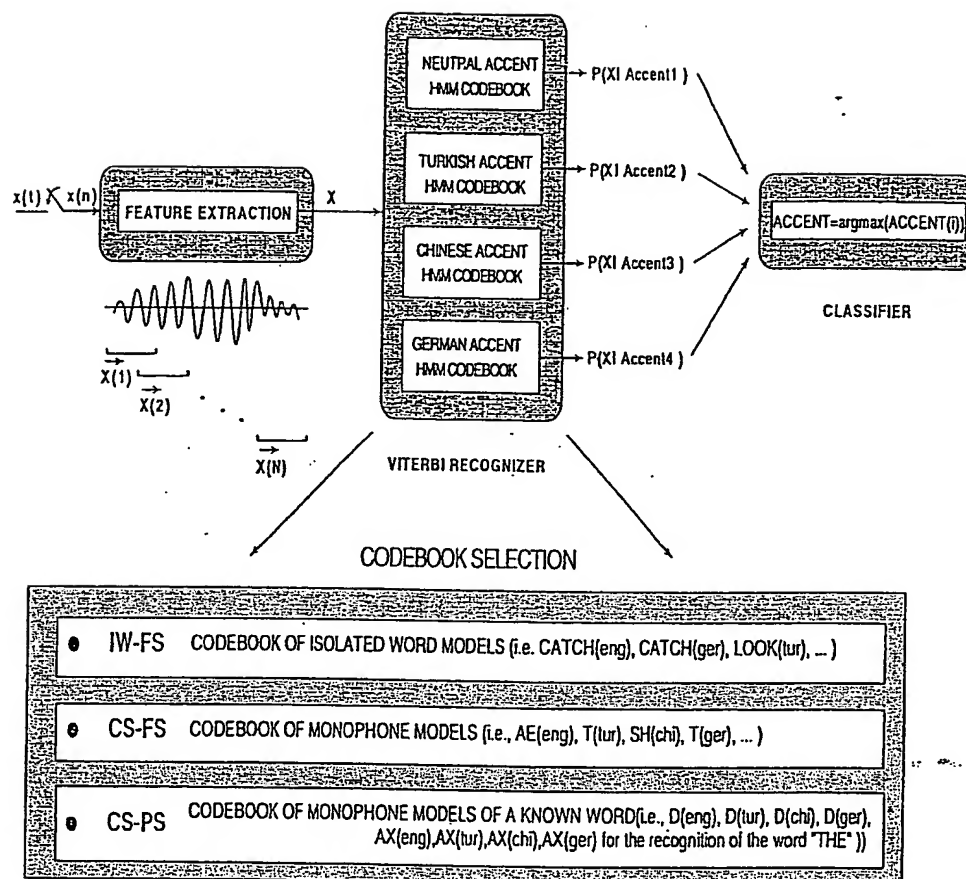 NEUTRAL ACCENT
HMM CODEBOOK
P(X| Accent1)
TURKISH ACCENT
HMM CODEBOOK
P(X| Accent2)
x(t) x(n)
FEATURE EXTRACTION
X
ACCENT=argmax(ACCENT(i))
CHINESE ACCENT
HMM CODEBOOK
P(X| Accent3)
CLASSIFIER
GERMAN ACCENT
HMM CODEBOOK
P(X| Accent4)
X(1)
X(2)
X(N)
VITERBI RECOGNIZER
CODEBOOK SELECTION
IW-FS CODEBOOK OF ISOLATED WORD MODELS (i.e. CATCH(eng), CATCH(ger), LOOK(tur), ... )
CS-FS CODEBOOK OF MONOPHONE MODELS (i.e., AE(eng), T(tur), SH(chi), T(ger), ... )
CS-PS CODEBOOK OF MONOPHONE MODELS OF A KNOWN WORD(i.e., D(eng), D(tur), D(chi), D(ger),
AX(eng),AX(tur),AX(chi),AX(ger) for the recognition of the word "THE" ))